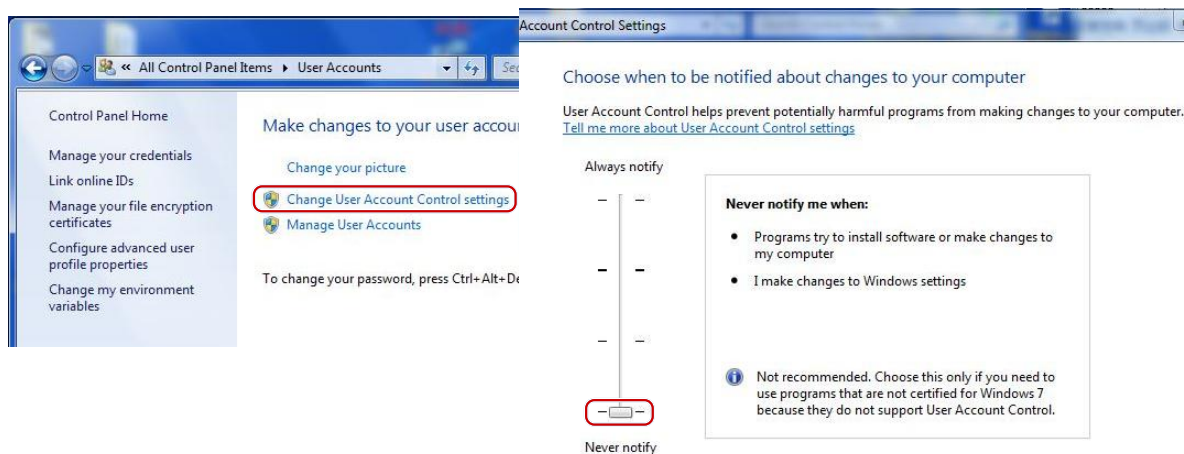 « All Control Panel Items ▸ User Accounts
Control Panel Home
Manage your credentials
Link online IDs
Manage your file encryption
certificates
Configure advanced user
profile properties
Change my environment
variables
Make changes to your user accou
Change your picture
Change User Account Control settings
Manage User Accounts
To change your password, press Ctrl+Alt+De
Account Control Settings
Choose when to be notified about changes to your computer
User Account Control helps prevent potentially harmful programs from making changes to your computer.
Tell me more about User Account Control settings
Always notify
Never notify me when:
• Programs try to install software or make changes to
my computer
• I make changes to Windows settings
Not recommended. Choose this only if you need to
use programs that are not certified for Windows 7
because they do not support User Account Control.
Never notify